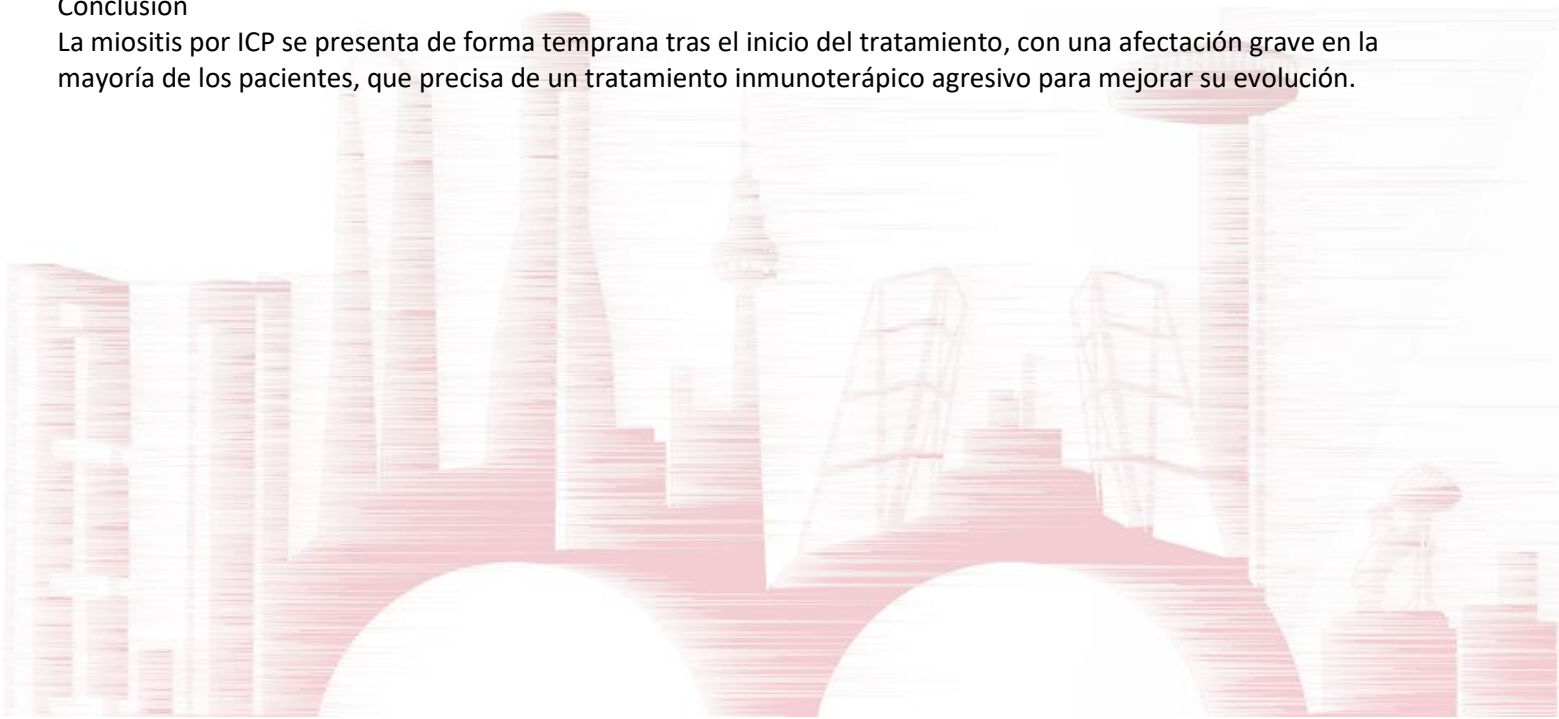 Conclusión
La miositis por ICP se presenta de forma temprana tras el inicio del tratamiento, con una afectación grave en la
mayoría de los pacientes, que precisa de un tratamiento inmunoterápico agresivo para mejorar su evolución.